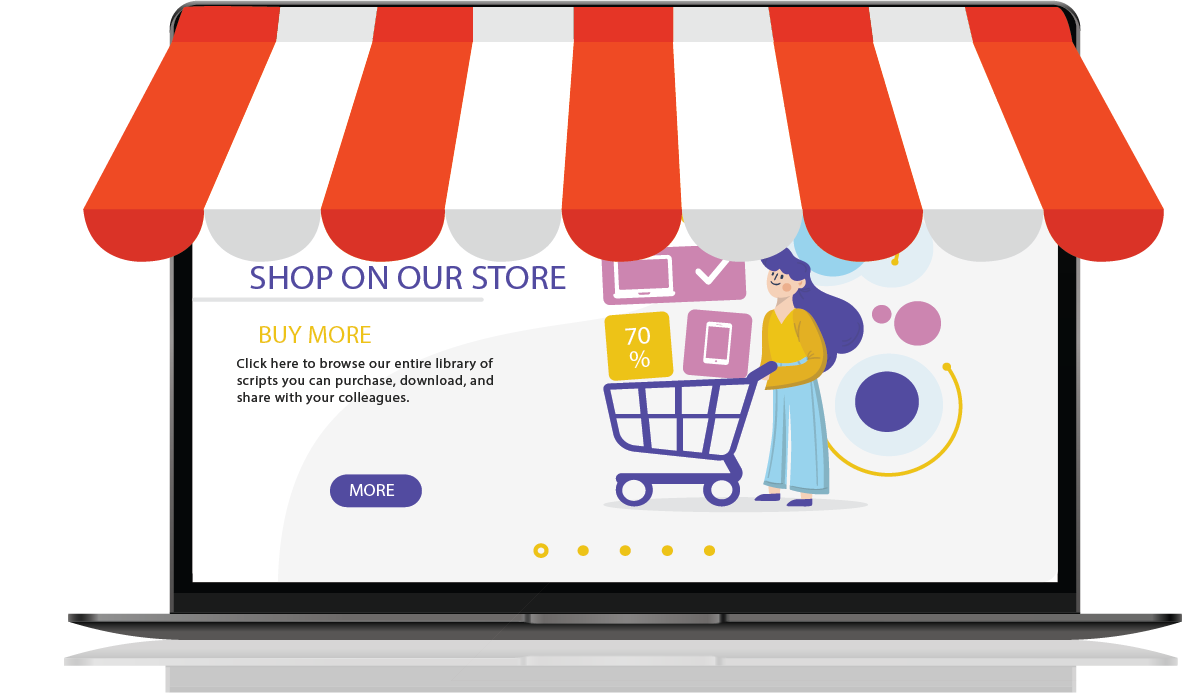 SHOP ON OUR STORE
BUY MORE
Click here to browse our entire library of
scripts you can purchase, download, and
share with your colleagues.
70
%
MORE